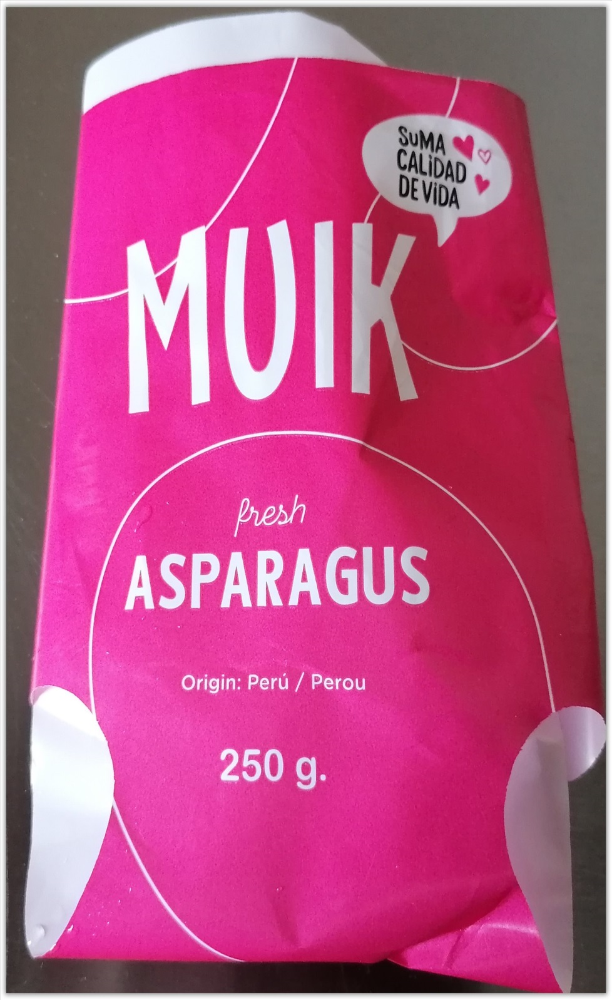 SuMA
CALiDAD
DE ViDA
MUIK
fresh
ASPARAGUS
Origin: Perú / Perou
250 g.